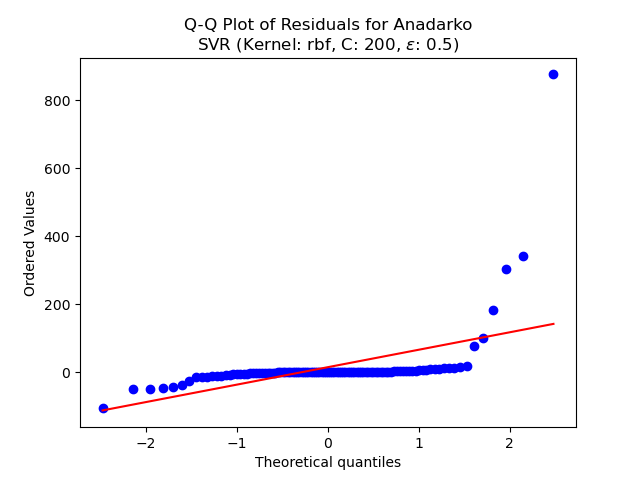 Q-Q Plot of Residuals for Anadarko
SVR (Kernel: rbf, C: 200, ε: 0.5)
800
600
400
200
0
Ordered Values
−2
−1
0
1
2
Theoretical quantiles